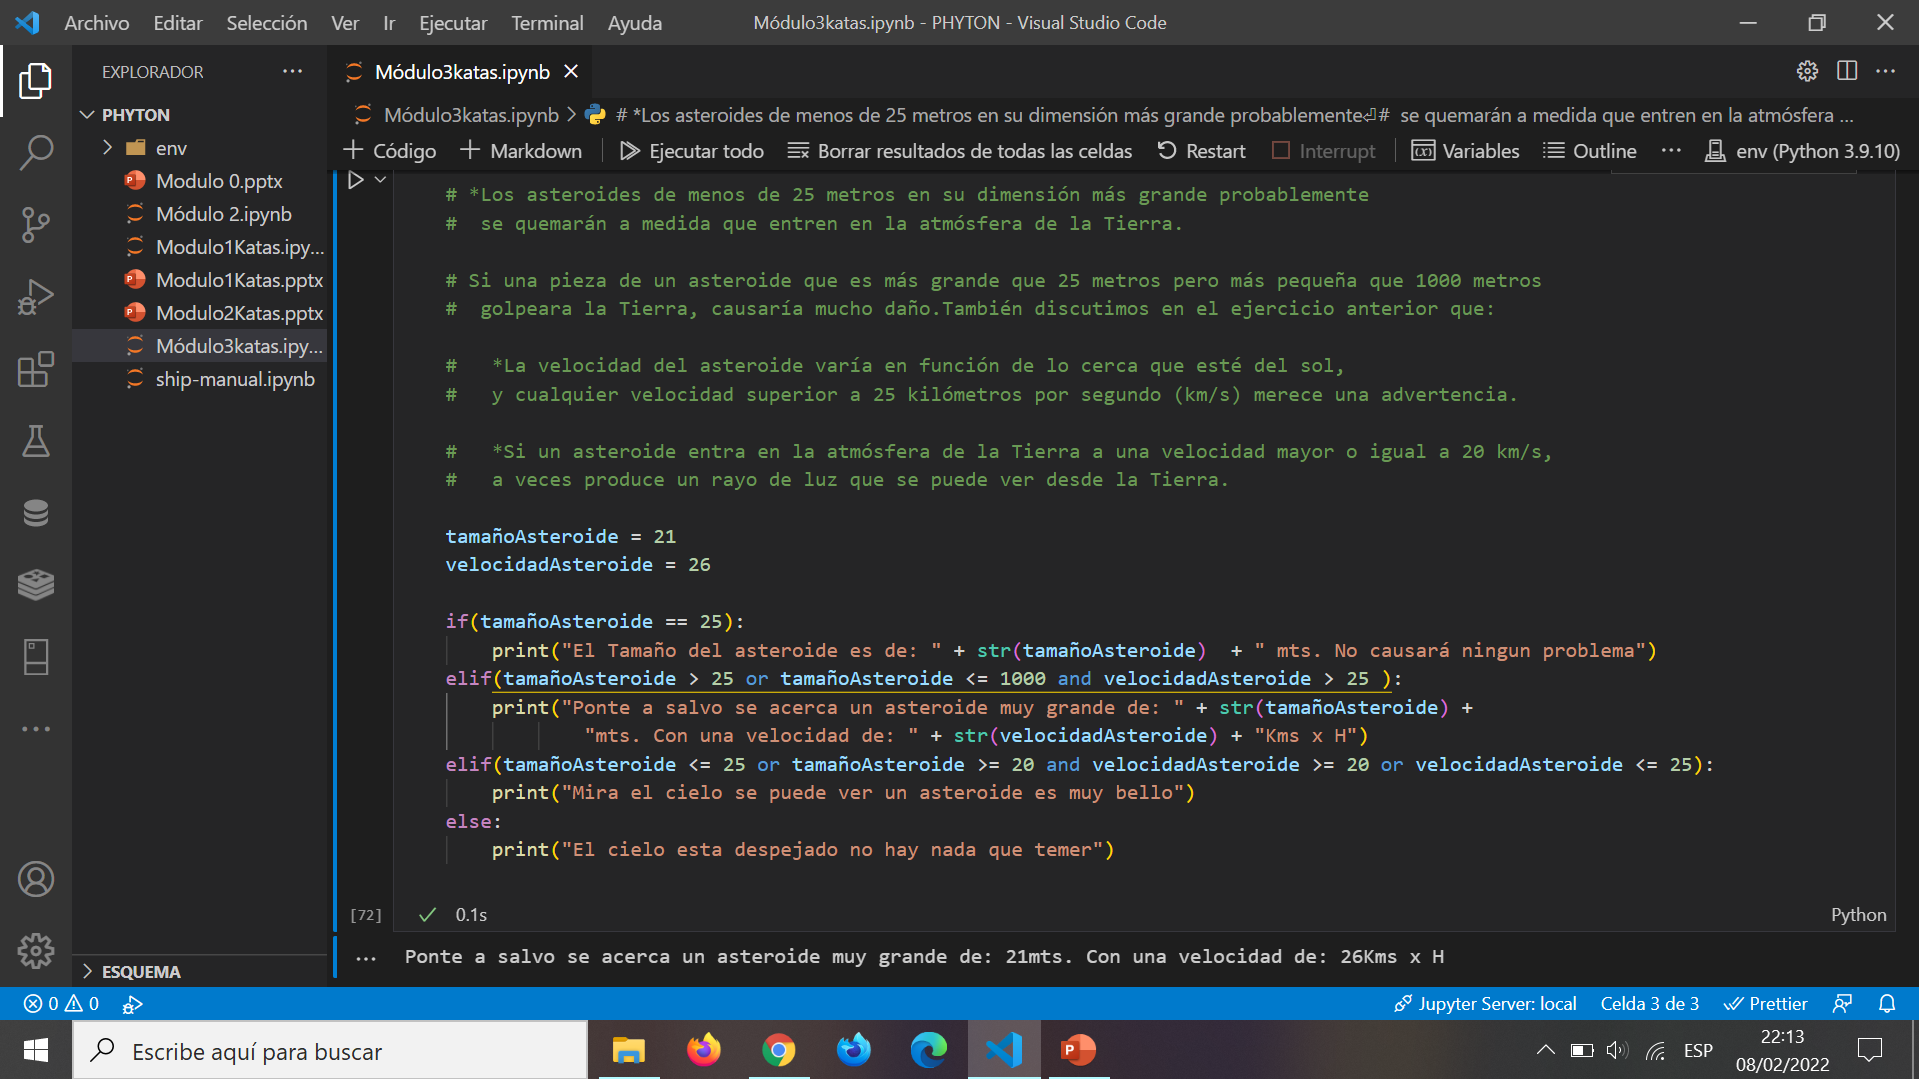 Archivo Editar Selección Ver Ir Ejecutar Terminal Ayuda Módulo3katas.ipynb - PHYTON - Visual Studio Code
EXPLORADOR
PHYTON
env
Modulo 0.pptx
Módulo 2.ipynb
Modulo1Katas.ipy...
Modulo1Katas.pptx
Modulo2Katas.pptx
Módulo3katas.ipy...
ship-manual.ipynb
ESQUEMA
Módulo3katas.ipynb
Módulo3katas.ipynb > # *Los asteroides de menos de 25 metros en su dimensión más grande probablemente⏎# se quemarán a medida que entren en la atmósfera ...
Código Markdown Ejecutar todo Borrar resultados de todas las celdas Restart Interrupt Variables Outline ... env (Python 3.9.10)
# *Los asteroides de menos de 25 metros en su dimensión más grande probablemente
#  se quemarán a medida que entren en la atmósfera de la Tierra.
# Si una pieza de un asteroide que es más grande que 25 metros pero más pequeña que 1000 metros
#  golpeara la Tierra, causaría mucho daño.También discutimos en el ejercicio anterior que:
#   *La velocidad del asteroide varía en función de lo cerca que esté del sol,
#   y cualquier velocidad superior a 25 kilómetros por segundo (km/s) merece una advertencia.
#   *Si un asteroide entra en la atmósfera de la Tierra a una velocidad mayor o igual a 20 km/s,
#   a veces produce un rayo de luz que se puede ver desde la Tierra.
tamañoAsteroide = 21
velocidadAsteroide = 26
if(tamañoAsteroide == 25):
    print("El Tamaño del asteroide es de: " + str(tamañoAsteroide)  + " mts. No causará ningun problema")
elif(tamañoAsteroide > 25 or tamañoAsteroide <= 1000 and velocidadAsteroide > 25 ):
    print("Ponte a salvo se acerca un asteroide muy grande de: " + str(tamañoAsteroide) +
            "mts. Con una velocidad de: " + str(velocidadAsteroide) + "Kms x H")
elif(tamañoAsteroide <= 25 or tamañoAsteroide >= 20 and velocidadAsteroide >= 20 or velocidadAsteroide <= 25):
    print("Mira el cielo se puede ver un asteroide es muy bello")
else:
    print("El cielo esta despejado no hay nada que temer")
[72] 0.1s Python
Ponte a salvo se acerca un asteroide muy grande de: 21mts. Con una velocidad de: 26Kms x H
0 0 Jupyter Server: local Celda 3 de 3 Prettier
Escribe aquí para buscar
ESP
22:13
08/02/2022